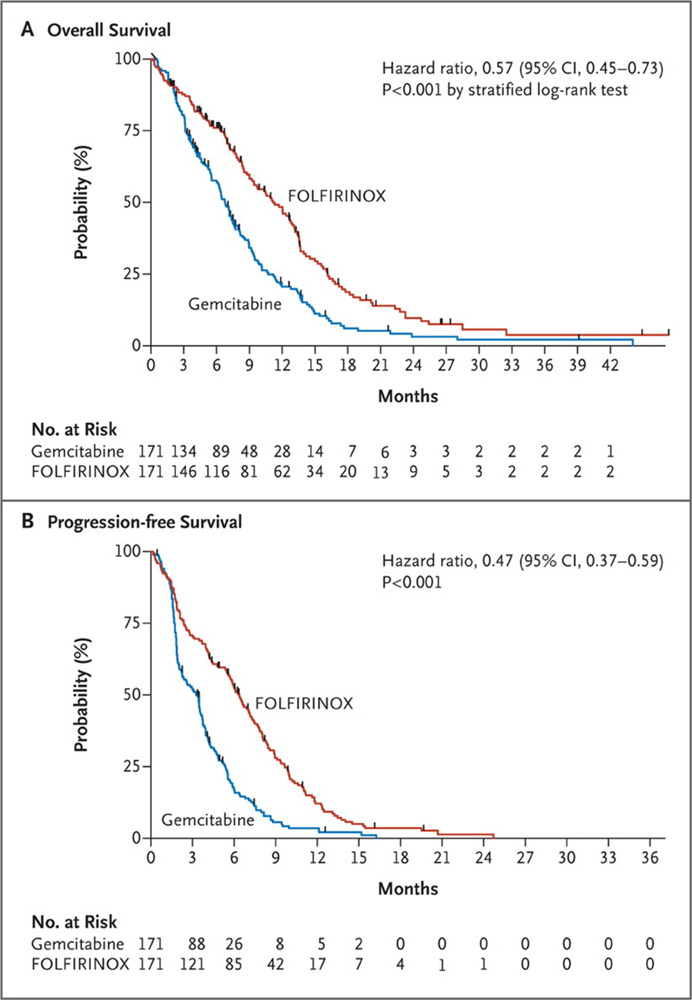 A Overall Survival
100
75
50
25
0
Probability (%)
Hazard ratio, 0.57 (95% CI, 0.45–0.73)
P<0.001 by stratified log-rank test
FOLFIRINOX
Gemcitabine
0 3 6 9 12 15 18 21 24 27 30 33 36 39 42
Months
No. at Risk
Gemcitabine 171 134 89 48 28 14 7 6 3 3 2 2 2 2 1
FOLFIRINOX 171 146 116 81 62 34 20 13 9 5 3 2 2 2 2
B Progression-free Survival
100
75
50
25
0
Probability (%)
Hazard ratio, 0.47 (95% CI, 0.37–0.59)
P<0.001
FOLFIRINOX
Gemcitabine
0 3 6 9 12 15 18 21 24 27 30 33 36
Months
No. at Risk
Gemcitabine 171 88 26 8 5 2 0 0 0 0 0 0 0
FOLFIRINOX 171 121 85 42 17 7 4 1 1 0 0 0 0